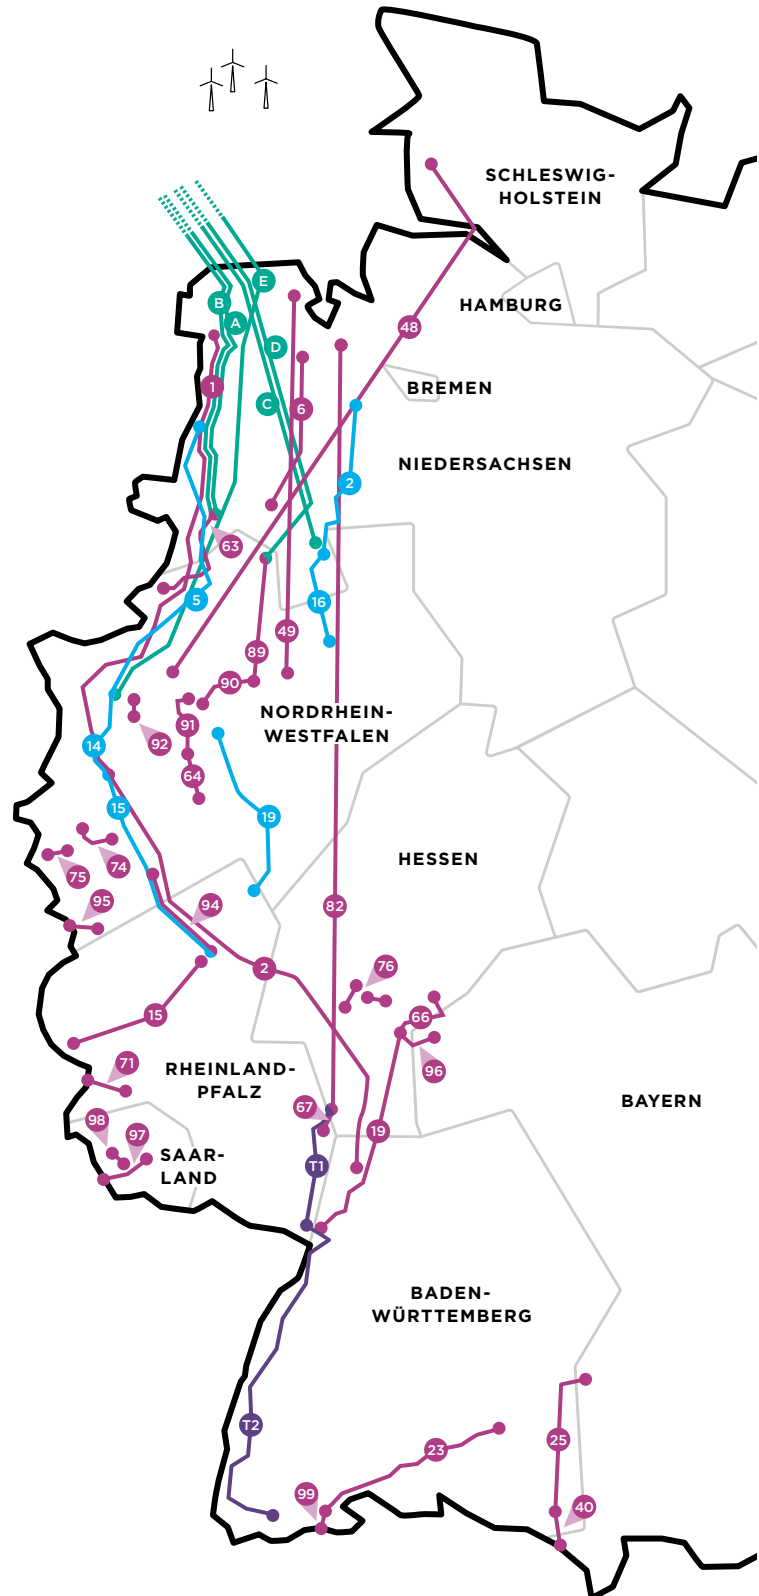 SCHLESWIG-
HOLSTEIN
E
B
A
HAMBURG
48
D
1
BREMEN
C
6
NIEDERSACHSEN
2
63
5
16
49
89
90
NORDRHEIN-
WESTFALEN
91
92
14
64
15
19
HESSEN
74
75
95
94
82
76
2
15
66
RHEINLAND-
PFALZ
71
96
BAYERN
67
98
97
19
SAAR-
LAND
T1
BADEN-
WÜRTTEMBERG
T2
23
25
99
40